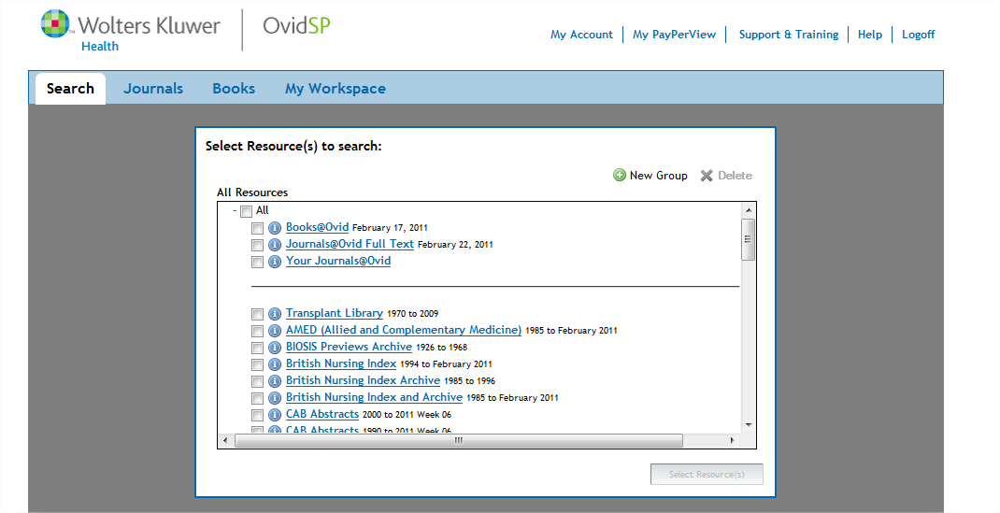 Wolters Kluwer
Health
OvidSP
My Account My PayPerView Support & Training Help Logoff
Search Journals Books My Workspace
Select Resource(s) to search:
New Group Delete
All Resources
- All
Books@Ovid February 17, 2011
Journals@Ovid Full Text February 22, 2011
Your Journals@Ovid
Transplant Library 1970 to 2009
AMED (Allied and Complementary Medicine) 1985 to February 2011
BIOSIS Previews Archive 1926 to 1968
British Nursing Index 1994 to February 2011
British Nursing Index Archive 1985 to 1996
British Nursing Index and Archive 1985 to February 2011
CAB Abstracts 2000 to 2011 Week 06
CAB Abstracts 1990 to 2011 Week 06
Select Resource(s)